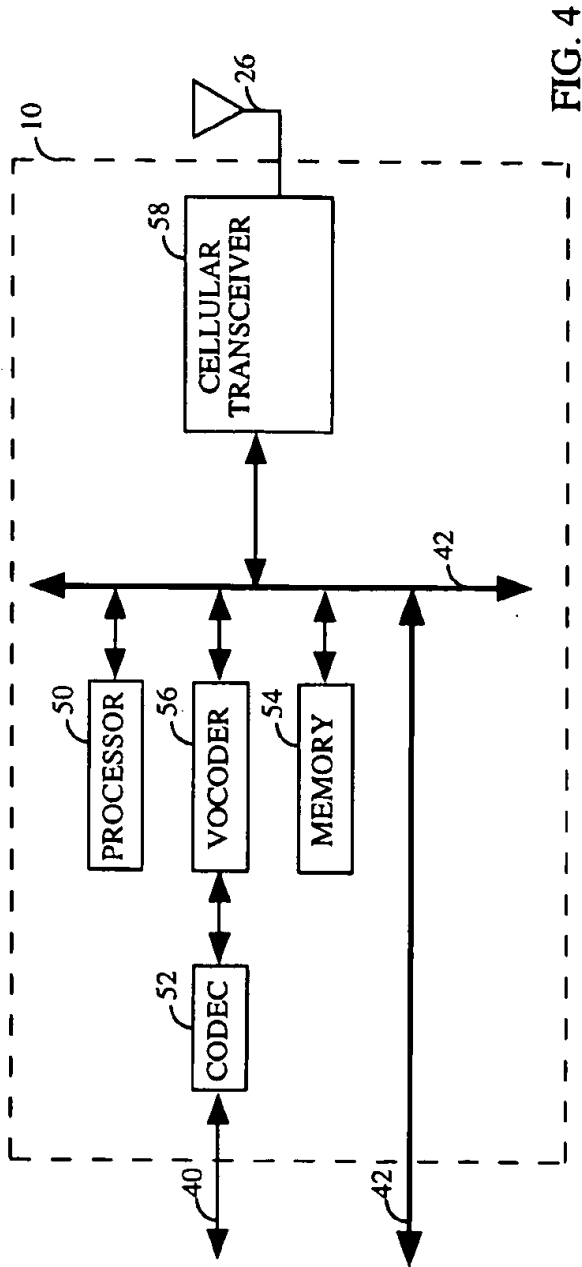 10
26
58
CELLULAR
TRANSCEIVER
42
50
PROCESSOR
56
VOCODER
54
MEMORY
52
CODEC
40
42
FIG. 4